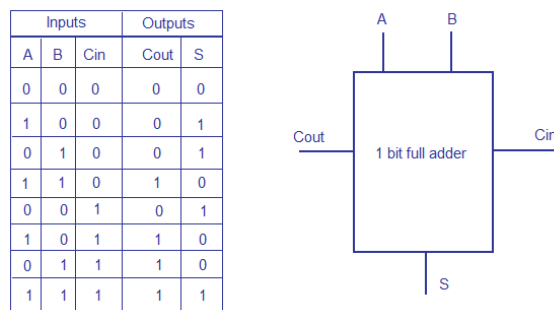 Inputs Outputs
A B Cin Cout S
0 0 0 0 0
1 0 0 0 1
0 1 0 0 1
1 1 0 1 0
0 0 1 0 1
1 0 1 1 0
0 1 1 1 0
1 1 1 1 1
A B
Cout 1 bit full adder Cin
S